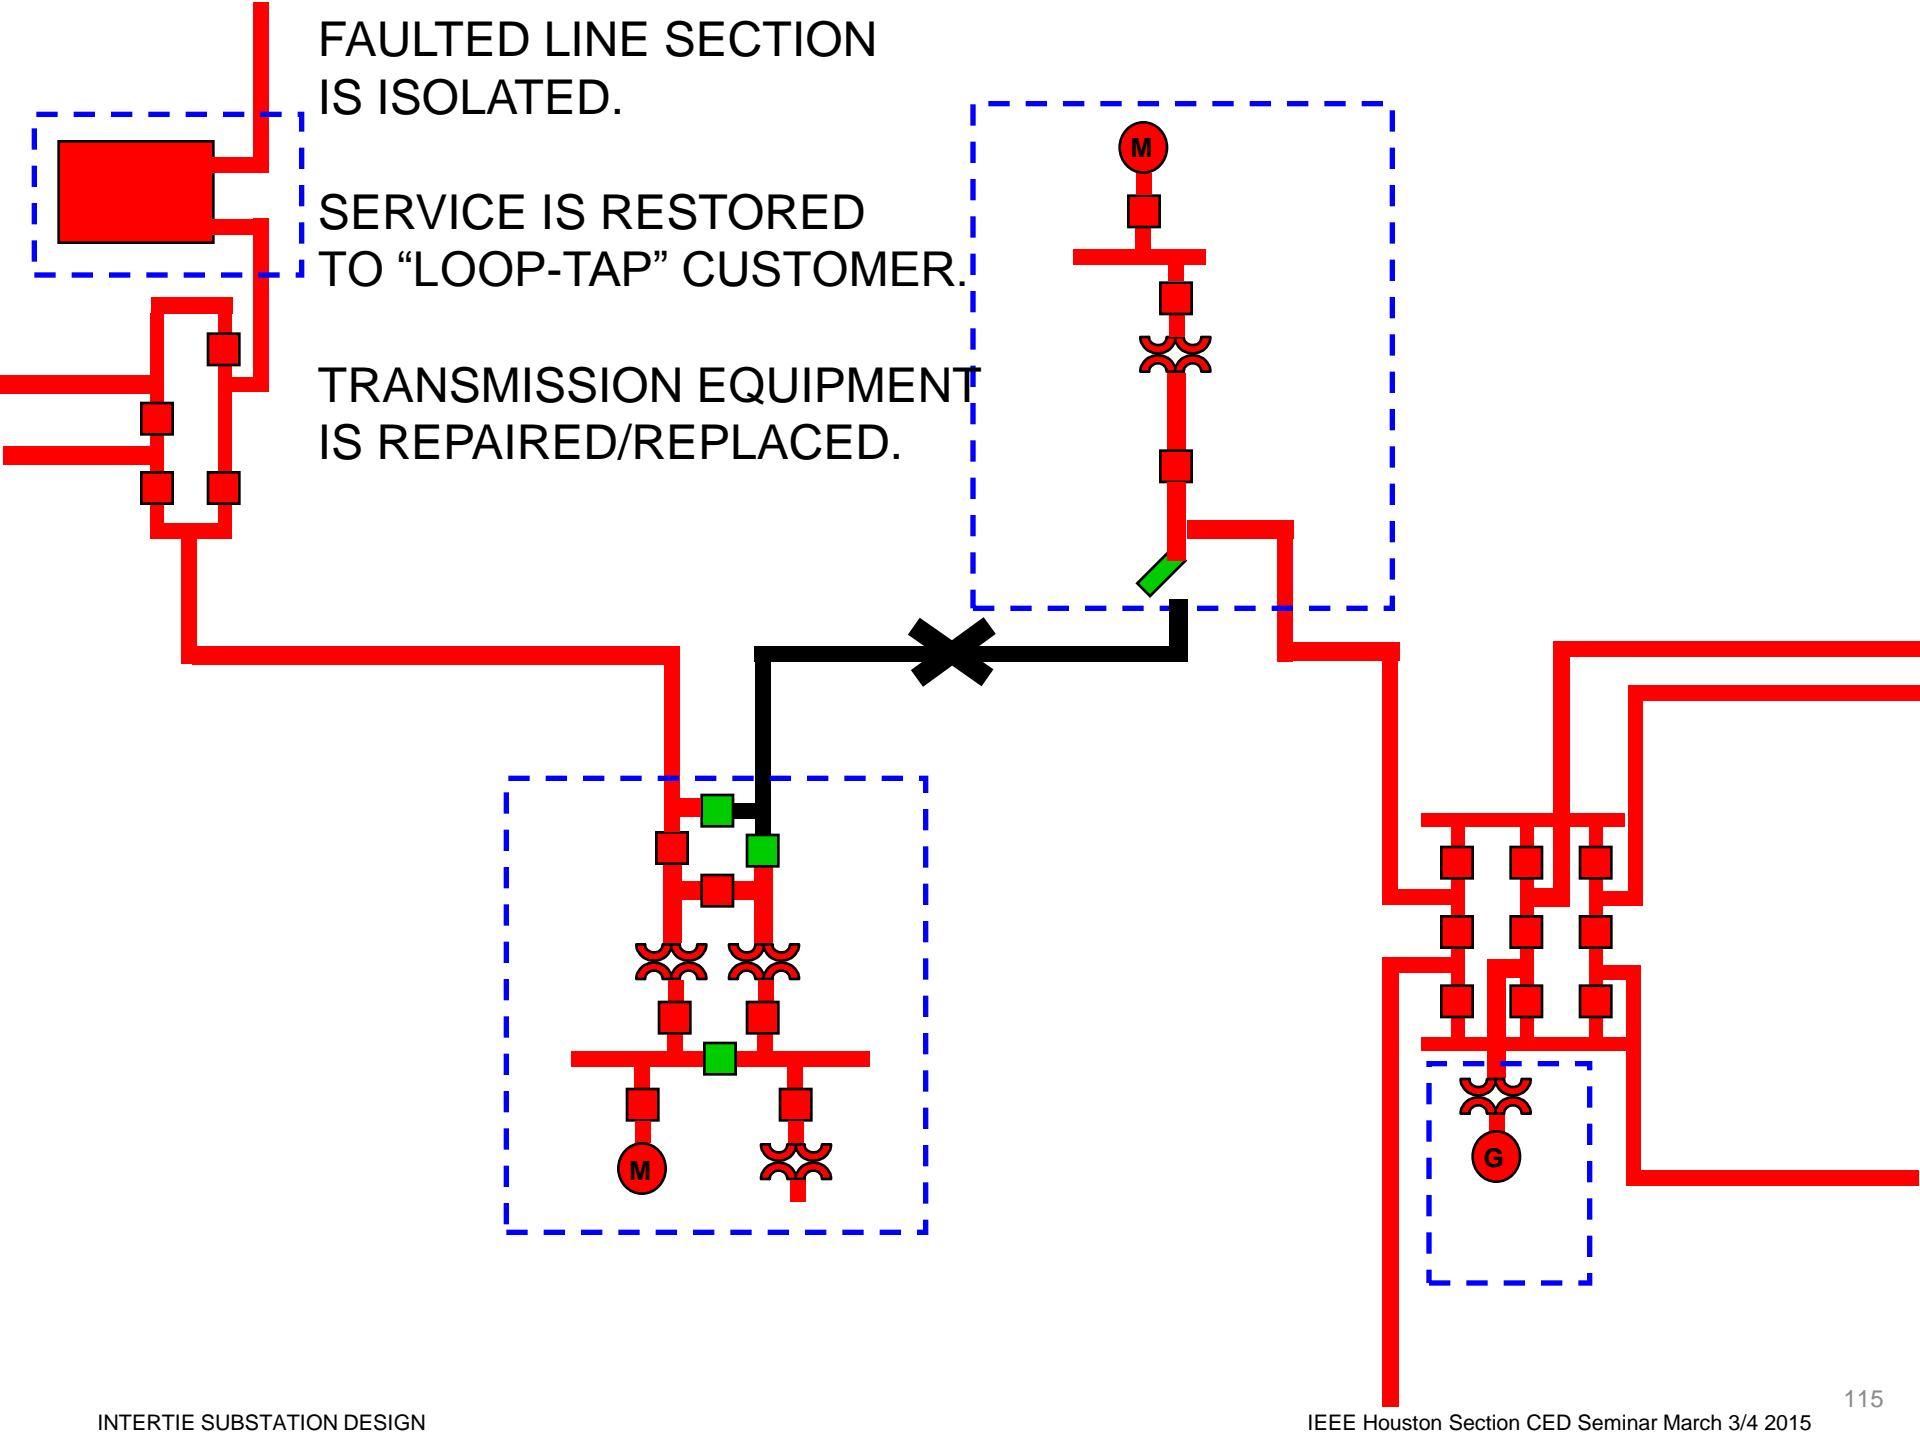 FAULTED LINE SECTION
IS ISOLATED.
SERVICE IS RESTORED
TO “LOOP-TAP” CUSTOMER.
TRANSMISSION EQUIPMENT
IS REPAIRED/REPLACED.
M
M
G
115
INTERTIE SUBSTATION DESIGN
IEEE Houston Section CED Seminar March 3/4 2015